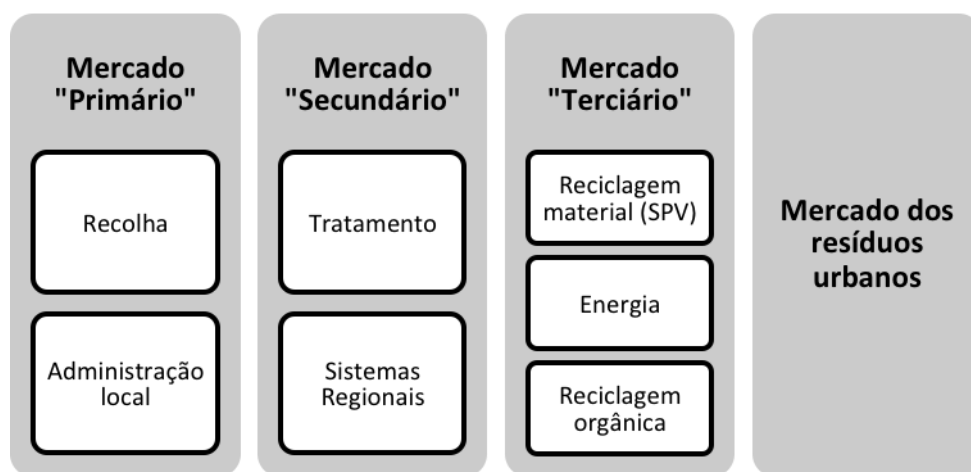 Mercado
"Primário"
Recolha
Administração
local
Mercado
"Secundário"
Tratamento
Sistemas
Regionais
Mercado
"Terciário"
Reciclagem
material (SPV)
Energia
Reciclagem
orgânica
Mercado dos
resíduos
urbanos